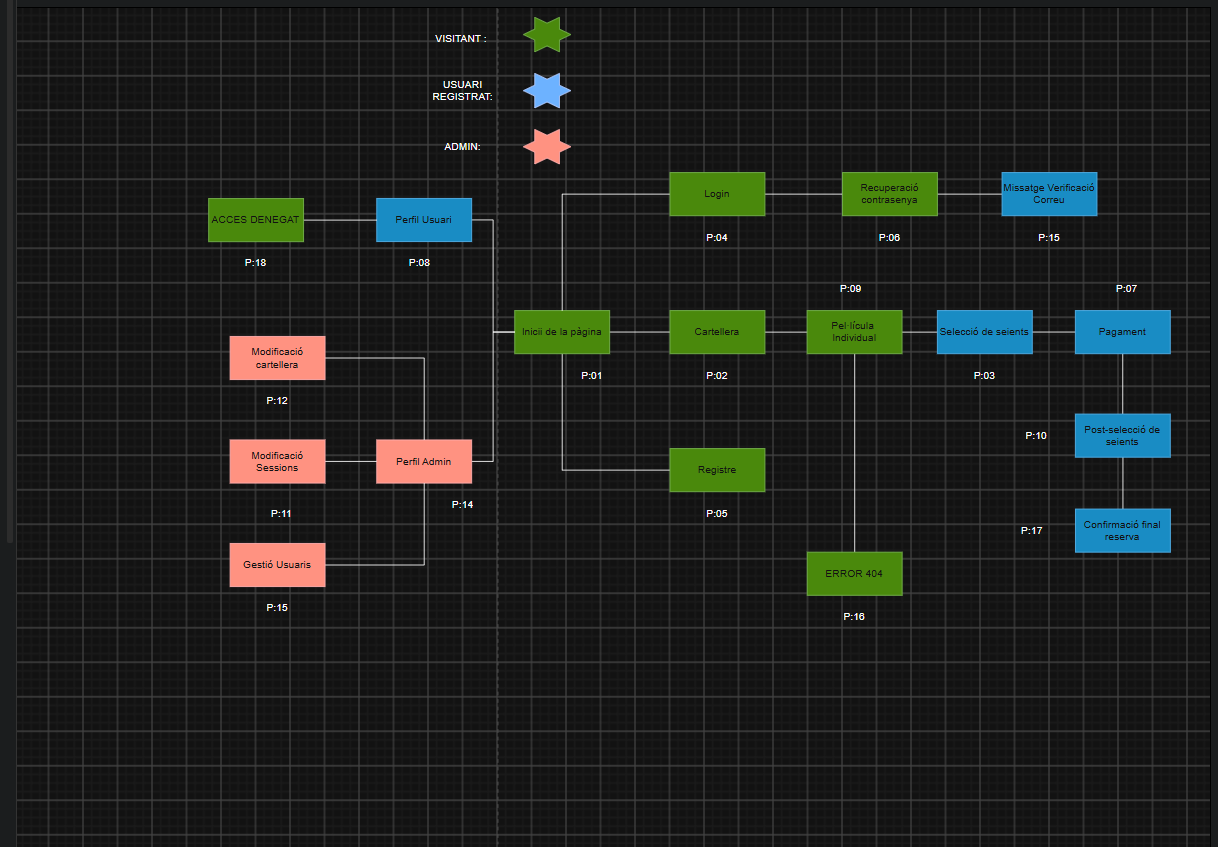 VISITANT :
USUARI
REGISTRAT:
ADMIN:
Login
P:04
Recuperació
contrasenya
P:06
Missatge Verificació
Correu
P:15
ACCES DENEGAT
P:18
Perfil Usuari
P:08
P:09
P:07
Inicii de la pàgina
P:01
Cartellera
P:02
Pel·lícula
Individual
Selecció de seients
P:03
Pagament
Modificació
cartellera
P:12
Post-selecció de
seients
P:10
Modificació
Sessions
P:11
Perfil Admin
P:14
Registre
P:05
Confirmació final
reserva
P:17
Gestió Usuaris
P:15
ERROR 404
P:16